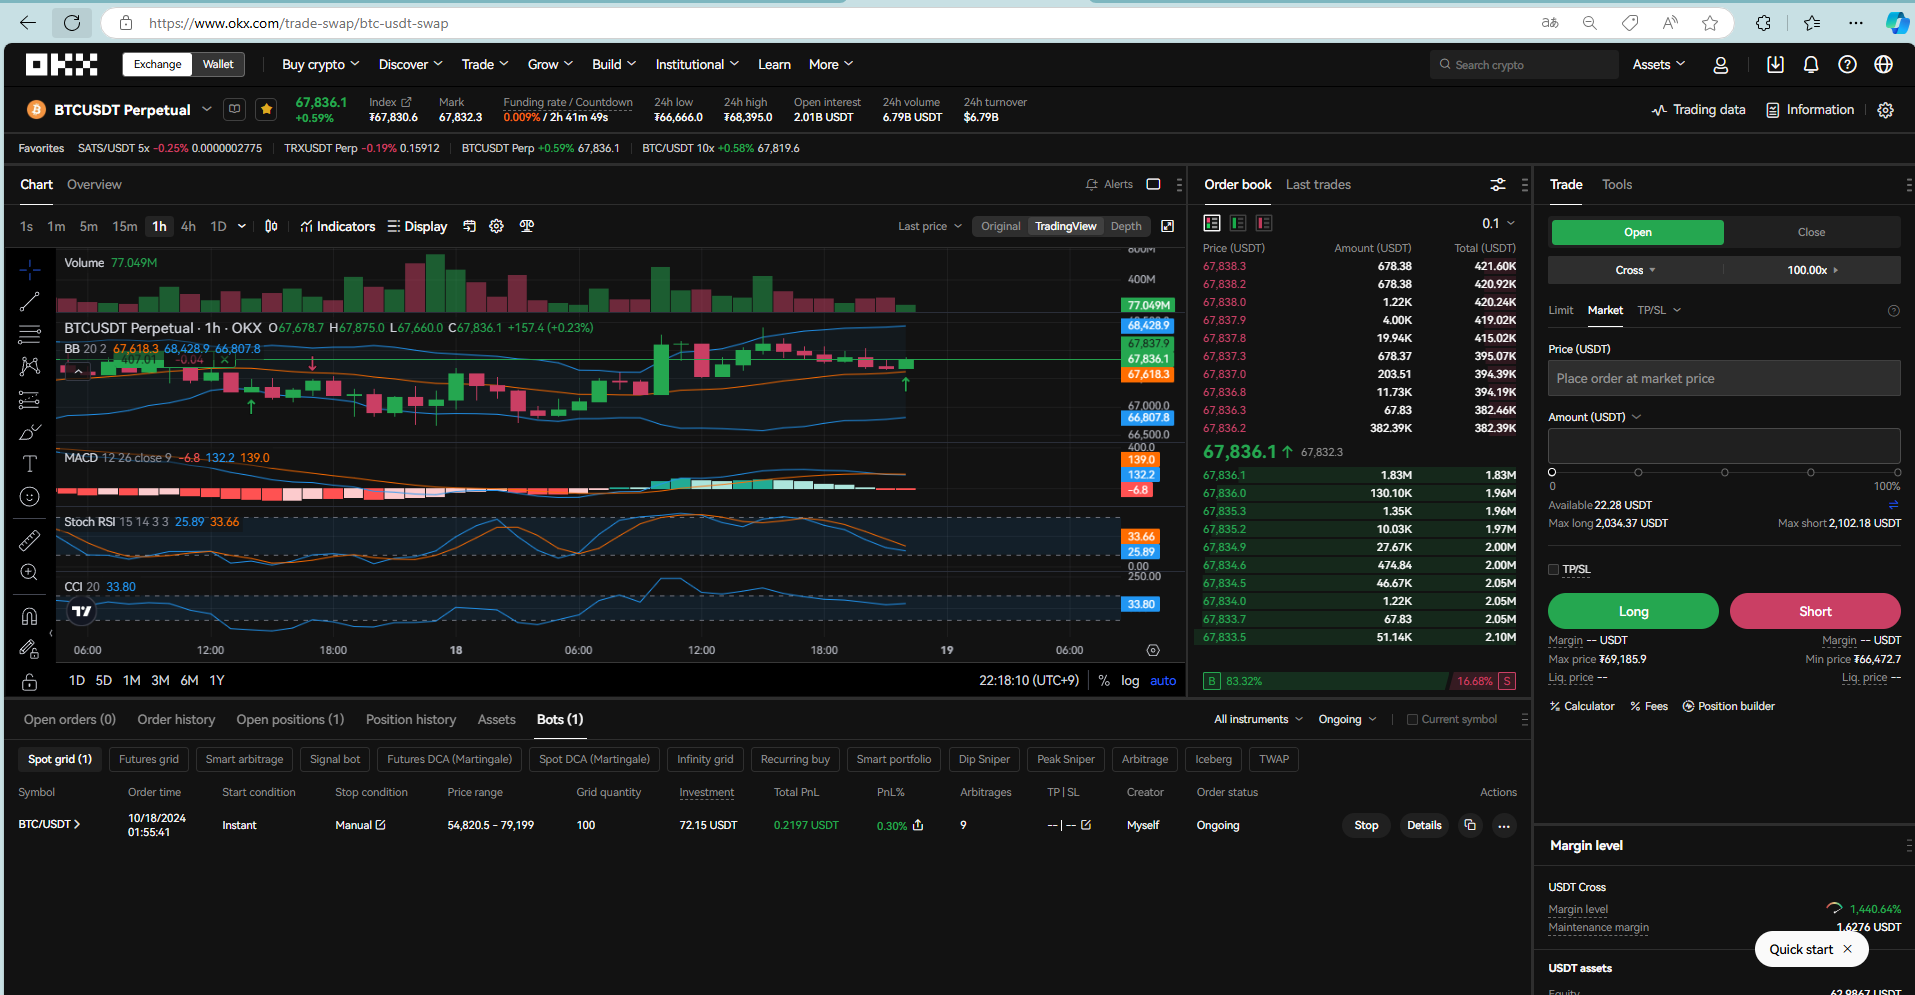 https://www.okx.com/trade-swap/btc-usdt-swap
OKX Exchange Wallet Buy crypto Discover Trade Grow Build Institutional Learn More Search crypto Assets
BTCUSDT Perpetual 67,836.1 +0.59%
Index ₮67,830.6
Mark 67,832.3
Funding rate / Countdown 0.009% / 2h 41m 49s
24h low ₮66,666.0
24h high ₮68,395.0
Open interest 2.01B USDT
24h volume 6.79B USDT
24h turnover $6.79B
Trading data Information
Favorites SATS/USDT 5x -0.25% 0.0000002775 TRXUSDT Perp -0.19% 0.15912 BTCUSDT Perp +0.59% 67,836.1 BTC/USDT 10x +0.58% 67,819.6
Chart Overview Alerts
1s 1m 5m 15m 1h 4h 1D Indicators Display Last price Original TradingView Depth
Volume 77.049M
400M
77.049M
BTCUSDT Perpetual · 1h · OKX O67,678.7 H67,875.0 L67,660.0 C67,836.1 +157.4 (+0.23%)
BB 20 2 67,618.3 68,428.9 66,807.8
68,428.9
67,837.9
67,836.1
67,618.3
67,000.0
66,807.8
66,500.0
400.0
MACD 12 26 close 9 -6.8 132.2 139.0
139.0
132.2
-6.8
Stoch RSI 15 14 3 3 25.89 33.66
33.66
25.89
0.00
250.00
CCI 20 33.80
33.80
06:00 12:00 18:00 18 06:00 12:00 18:00 19 06:00
1D 5D 1M 3M 6M 1Y 22:18:10 (UTC+9) % log auto
Order book Last trades
0.1
Price (USDT) Amount (USDT) Total (USDT)
67,838.3 678.38 421.60K
67,838.2 678.38 420.92K
67,838.0 1.22K 420.24K
67,837.9 4.00K 419.02K
67,837.8 19.94K 415.02K
67,837.3 678.37 395.07K
67,837.0 203.51 394.39K
67,836.8 11.73K 394.19K
67,836.3 67.83 382.46K
67,836.2 382.39K 382.39K
67,836.1 67,832.3
67,836.1 1.83M 1.83M
67,836.0 130.10K 1.96M
67,835.3 1.35K 1.96M
67,835.2 10.03K 1.97M
67,834.9 27.67K 2.00M
67,834.6 474.84 2.00M
67,834.5 46.67K 2.05M
67,834.0 1.22K 2.05M
67,833.7 67.83 2.05M
67,833.5 51.14K 2.10M
B 83.32% 16.68% S
Trade Tools
Open Close
Cross 100.00x
Limit Market TP/SL
Price (USDT)
Place order at market price
Amount (USDT)
0 100%
Available 22.28 USDT
Max long 2,034.37 USDT Max short 2,102.18 USDT
TP/SL
Long Short
Margin -- USDT Margin -- USDT
Max price ₮69,185.9 Min price ₮66,472.7
Liq. price -- Liq. price --
Calculator Fees Position builder
Open orders (0) Order history Open positions (1) Position history Assets Bots (1) All instruments Ongoing Current symbol
Spot grid (1) Futures grid Smart arbitrage Signal bot Futures DCA (Martingale) Spot DCA (Martingale) Infinity grid Recurring buy Smart portfolio Dip Sniper Peak Sniper Arbitrage Iceberg TWAP
Symbol Order time Start condition Stop condition Price range Grid quantity Investment Total PnL PnL% Arbitrages TP | SL Creator Order status Actions
BTC/USDT 10/18/2024 01:55:41 Instant Manual 54,820.5 - 79,199 100 72.15 USDT 0.2197 USDT 0.30% 9 -- | -- Myself Ongoing Stop Details
Margin level
USDT Cross
Margin level 1,440.64%
Maintenance margin 1.6276 USDT
Quick start
USDT assets
Equity 62.9867 USDT